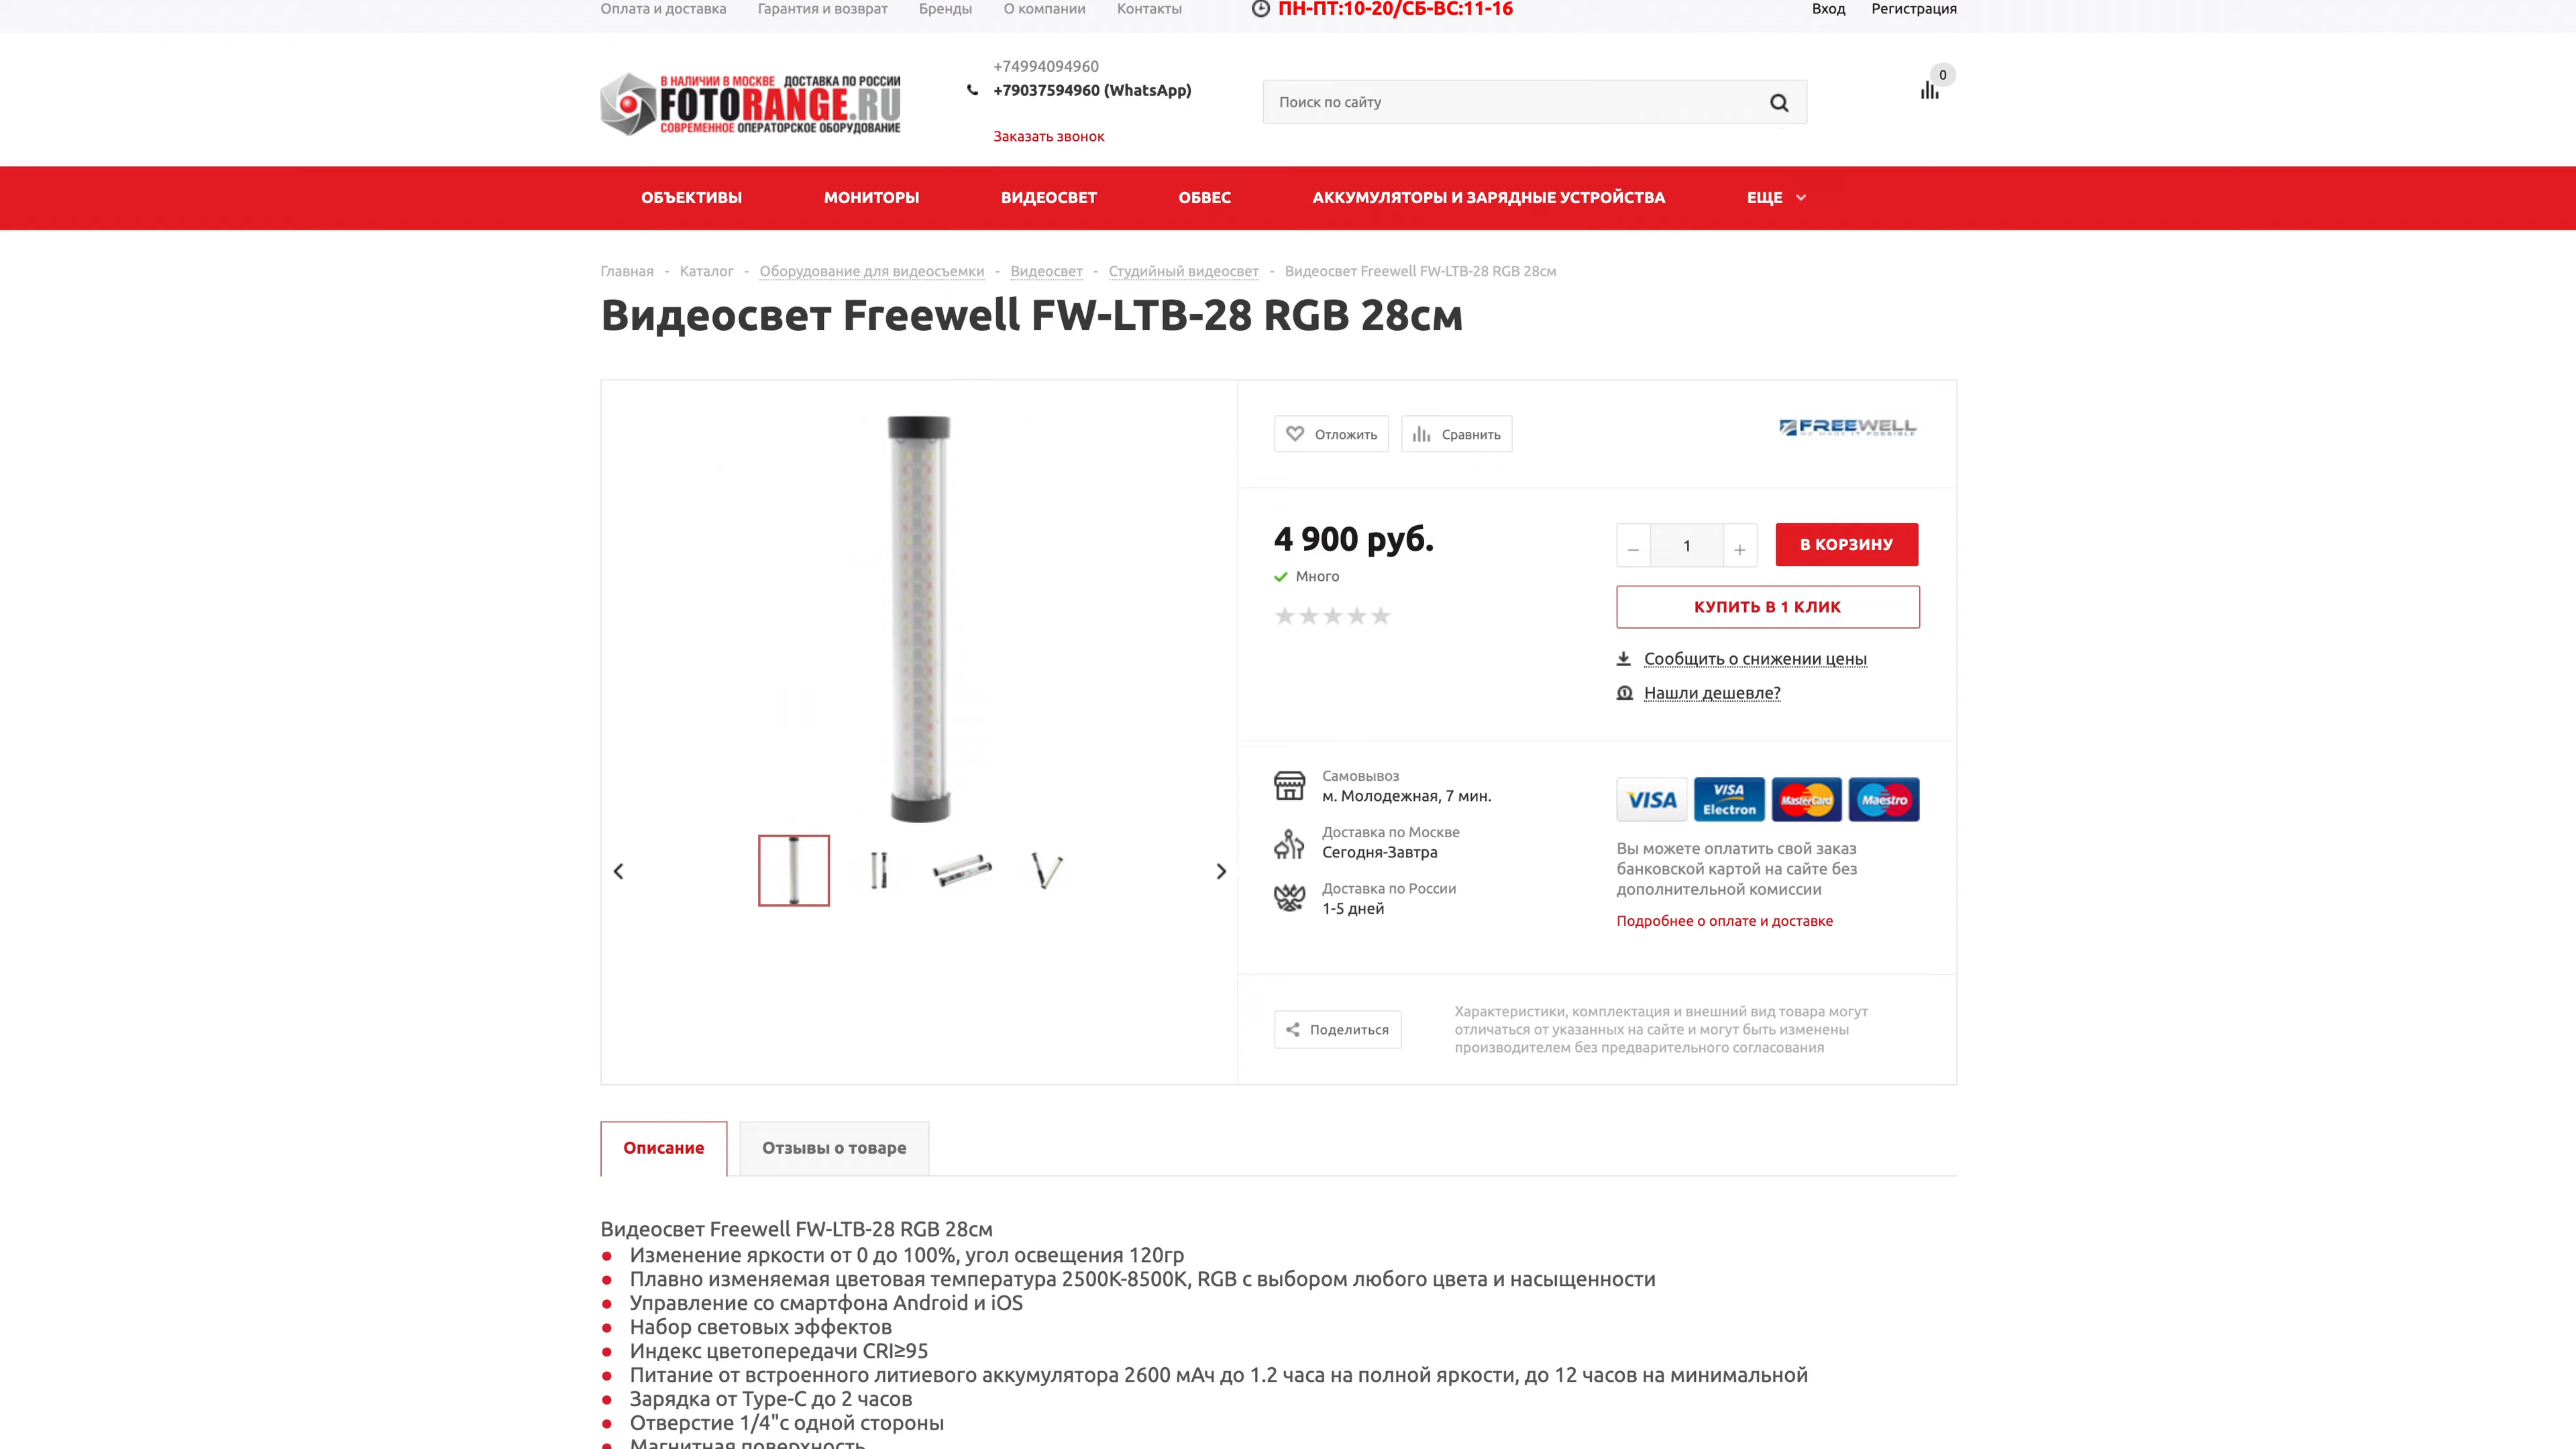 Оплата и доставка Гарантия и возврат Бренды О компании Контакты ПН-ПТ:10-20/СБ-ВС:11-16 Вход Регистрация
В НАЛИЧИИ В МОСКВЕ ДОСТАВКА ПО РОССИИ
FOTORANGE.RU
СОВРЕМЕННОЕ ОПЕРАТОРСКОЕ ОБОРУДОВАНИЕ
+74994094960
+79037594960 (WhatsApp)
Заказать звонок
Поиск по сайту
0
ОБЪЕКТИВЫ МОНИТОРЫ ВИДЕОСВЕТ ОБВЕС АККУМУЛЯТОРЫ И ЗАРЯДНЫЕ УСТРОЙСТВА ЕЩЕ
Главная - Каталог - Оборудование для видеосъемки - Видеосвет - Студийный видеосвет - Видеосвет Freewell FW-LTB-28 RGB 28см
Видеосвет Freewell FW-LTB-28 RGB 28см
Отложить Сравнить
FREEWELL
WE MADE IT POSSIBLE
4 900 руб.
Много
– 1 + В КОРЗИНУ
КУПИТЬ В 1 КЛИК
Сообщить о снижении цены
Нашли дешевле?
Самовывоз
м. Молодежная, 7 мин.
Доставка по Москве
Сегодня-Завтра
Доставка по России
1-5 дней
VISA VISA Electron MasterCard Maestro
Вы можете оплатить свой заказ
банковской картой на сайте без
дополнительной комиссии
Подробнее о оплате и доставке
Поделиться
Характеристики, комплектация и внешний вид товара могут
отличаться от указанных на сайте и могут быть изменены
производителем без предварительного согласования
Описание Отзывы о товаре
Видеосвет Freewell FW-LTB-28 RGB 28см
Изменение яркости от 0 до 100%, угол освещения 120гр
Плавно изменяемая цветовая температура 2500K-8500K, RGB с выбором любого цвета и насыщенности
Управление со смартфона Android и iOS
Набор световых эффектов
Индекс цветопередачи CRI≥95
Питание от встроенного литиевого аккумулятора 2600 мАч до 1.2 часа на полной яркости, до 12 часов на минимальной
Зарядка от Type-C до 2 часов
Отверстие 1/4"с одной стороны
Магнитная поверхность